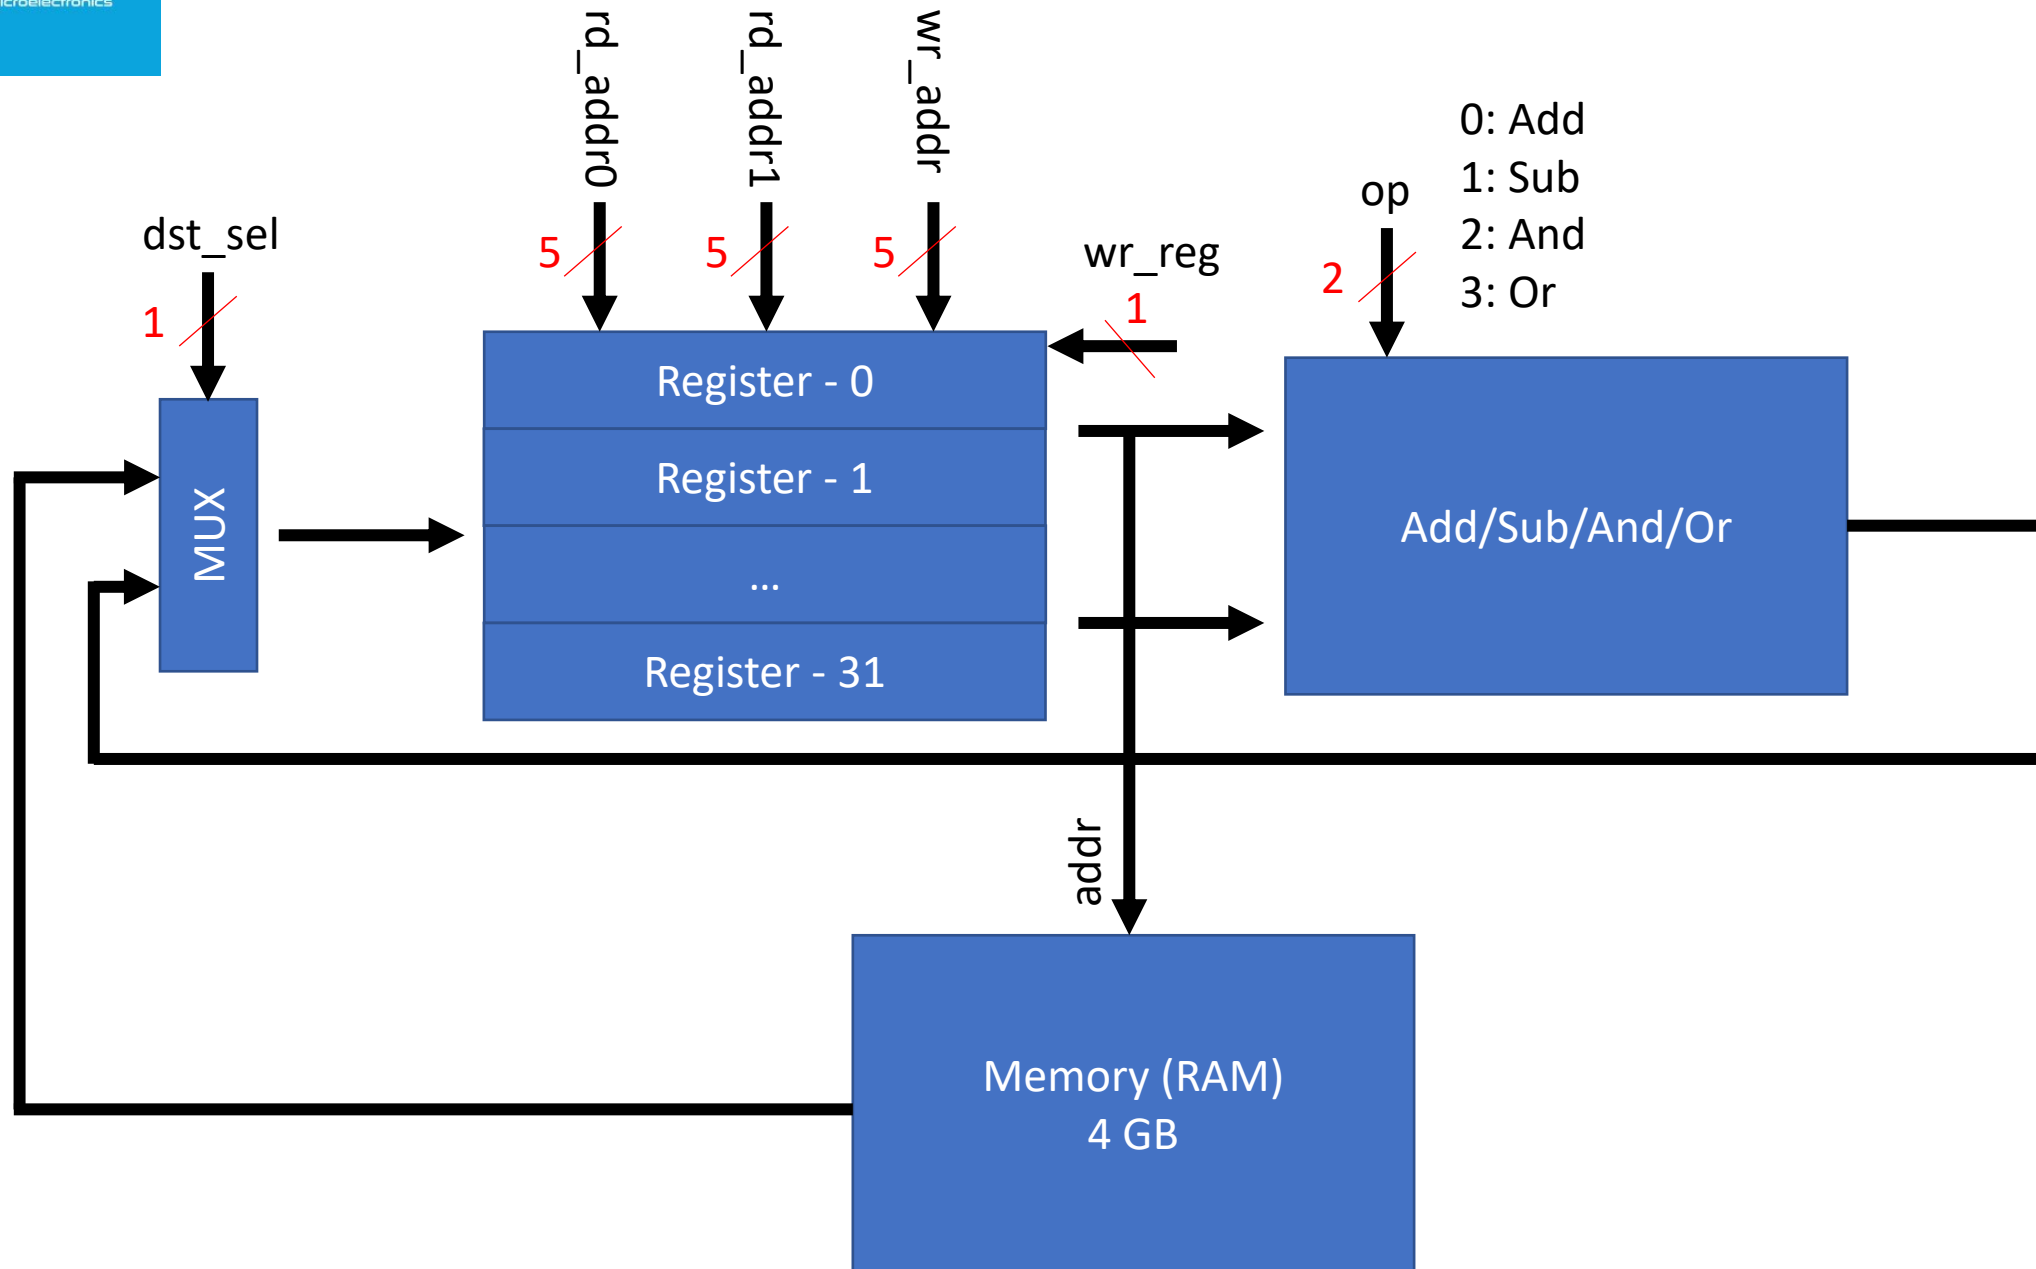 icroelectronics
rd_addr0
rd_addr1
wr_addr
0: Add
1: Sub
2: And
3: Or
op
2
dst_sel
1
5
5
5
wr_reg
1
Register - 0
Register - 1
...
Register - 31
MUX
Add/Sub/And/Or
addr
Memory (RAM)
4 GB